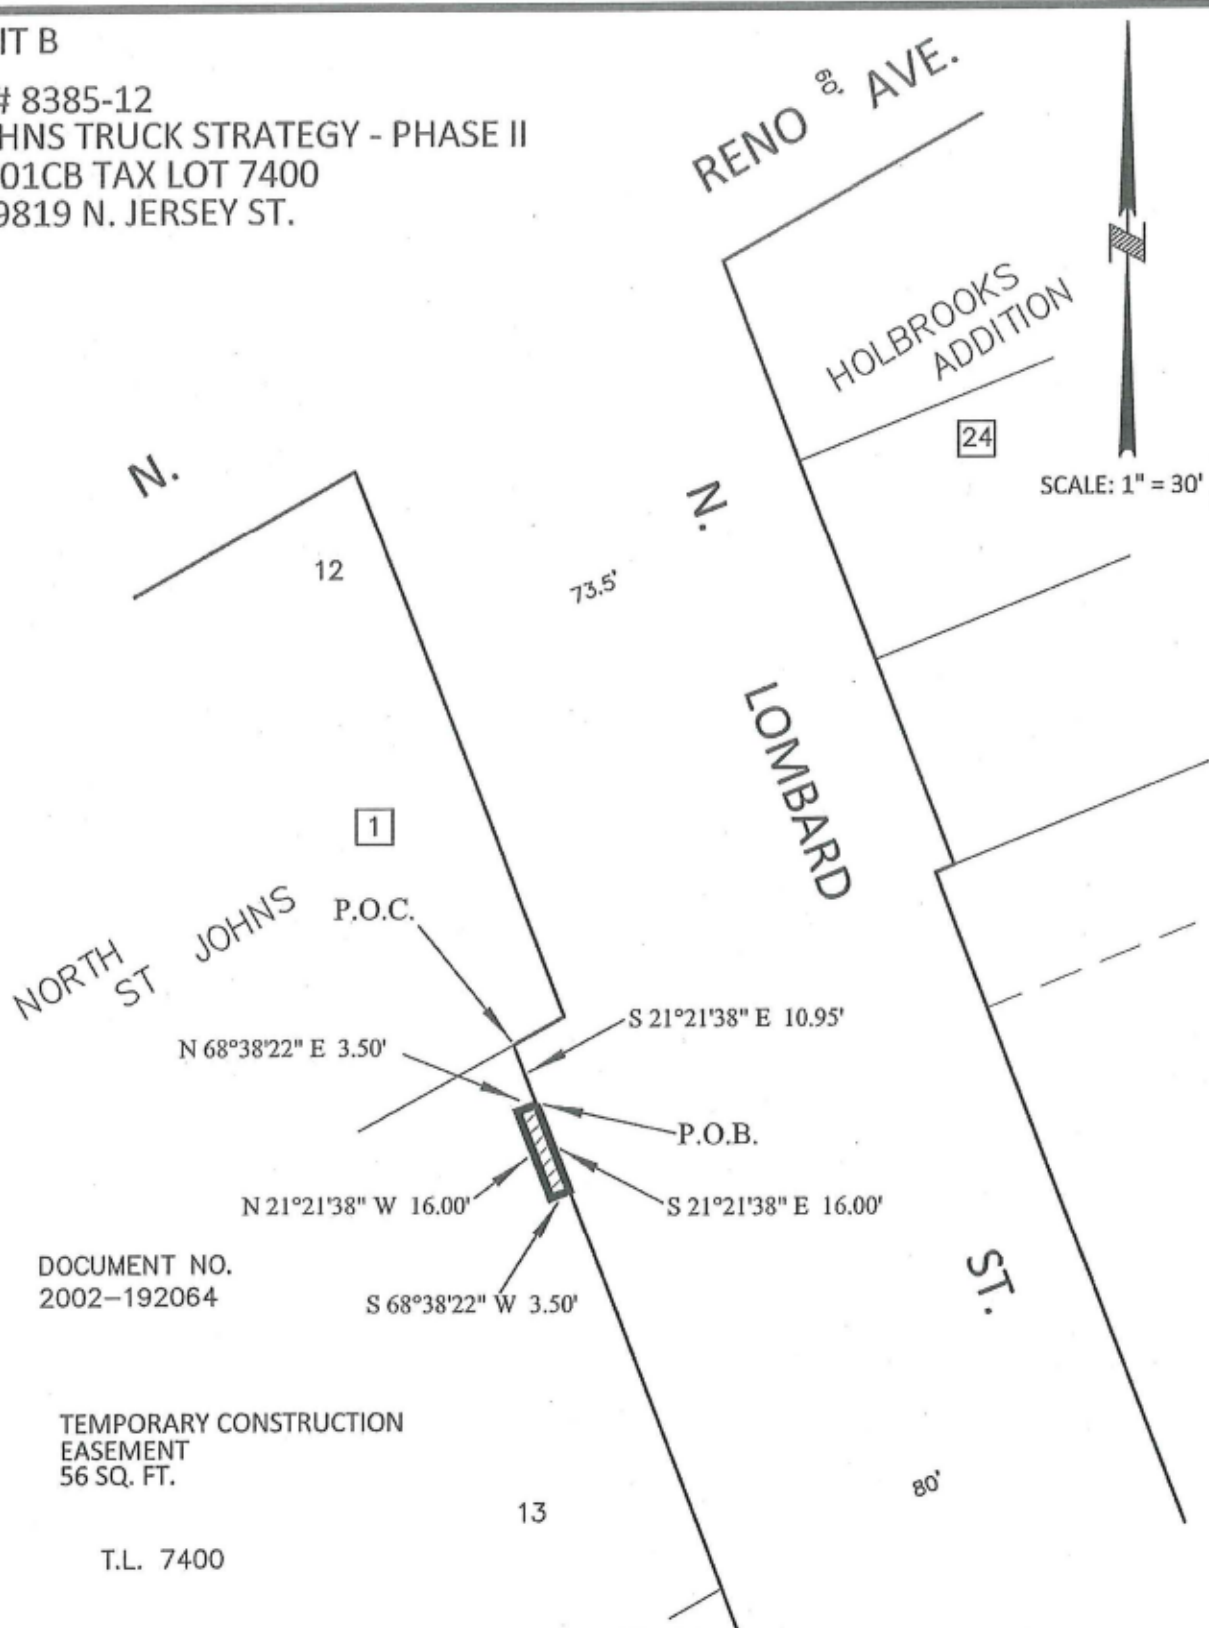 IT B
# 8385-12
HNS TRUCK STRATEGY - PHASE II
01CB TAX LOT 7400
9819 N. JERSEY ST.
RENO 60' AVE.
HOLBROOKS
ADDITION
24
N
SCALE: 1" = 30'
N.
12
73.5'
N.
LOMBARD
ST.
1
P.O.C.
NORTH
ST JOHNS
S 21°21'38" E 10.95'
N 68°38'22" E 3.50'
P.O.B.
N 21°21'38" W 16.00'
S 21°21'38" E 16.00'
DOCUMENT NO.
2002-192064
S 68°38'22" W 3.50'
TEMPORARY CONSTRUCTION
EASEMENT
56 SQ. FT.
80'
13
T.L. 7400